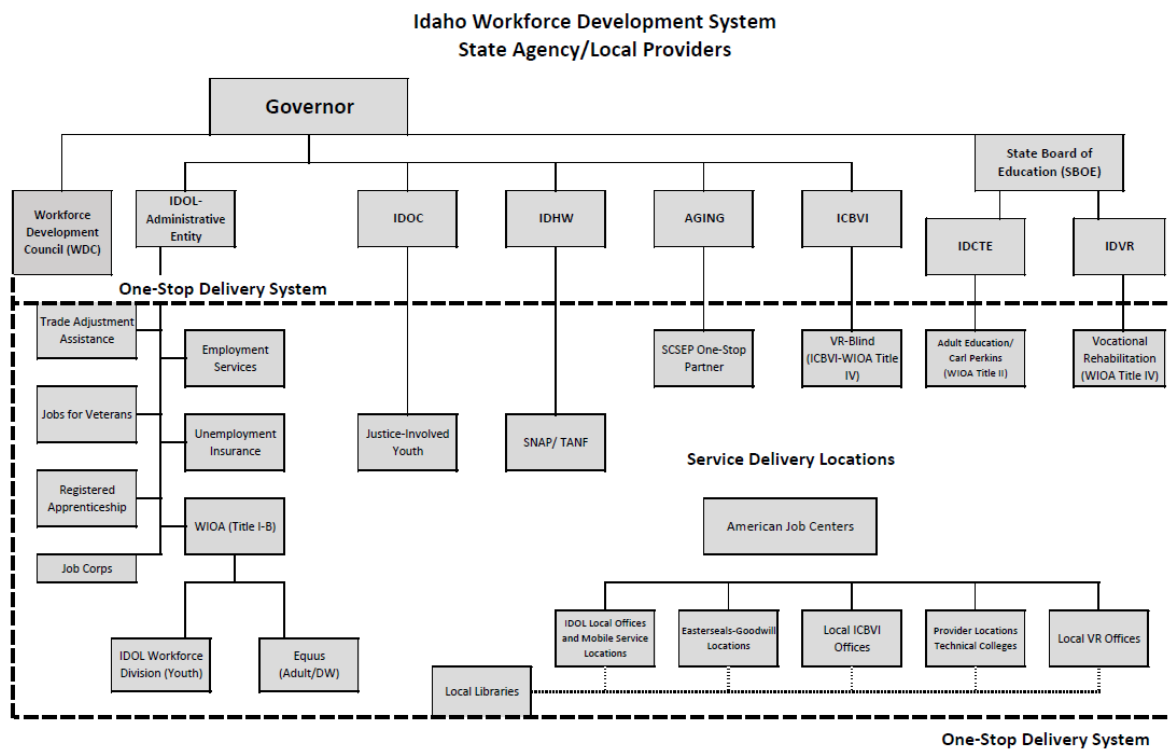 Idaho Workforce Development System
State Agency/Local Providers
Governor
State Board of
Education (SBOE)
Workforce
Development
Council (WDC)
IDOL-
Administrative
Entity
IDOC
IDHW
AGING
ICBVI
IDCTE
IDVR
One-Stop Delivery System
Trade Adjustment
Assistance
Employment
Services
SCSEP One-Stop
Partner
VR-Blind
(ICBVI-WIOA Title
IV)
Adult Education/
Carl Perkins
(WIOA Title II)
Vocational
Rehabilitation
(WIOA Title IV)
Jobs for Veterans
Unemployment
Insurance
Justice-Involved
Youth
SNAP/ TANF
Service Delivery Locations
Registered
Apprenticeship
WIOA (Title I-B)
American Job Centers
Job Corps
IDOL Local Offices
and Mobile Service
Locations
Easterseals-Goodwill
Locations
Local ICBVI
Offices
Provider Locations
Technical Colleges
Local VR Offices
IDOL Workforce
Division (Youth)
Equus
(Adult/DW)
Local Libraries
One-Stop Delivery System